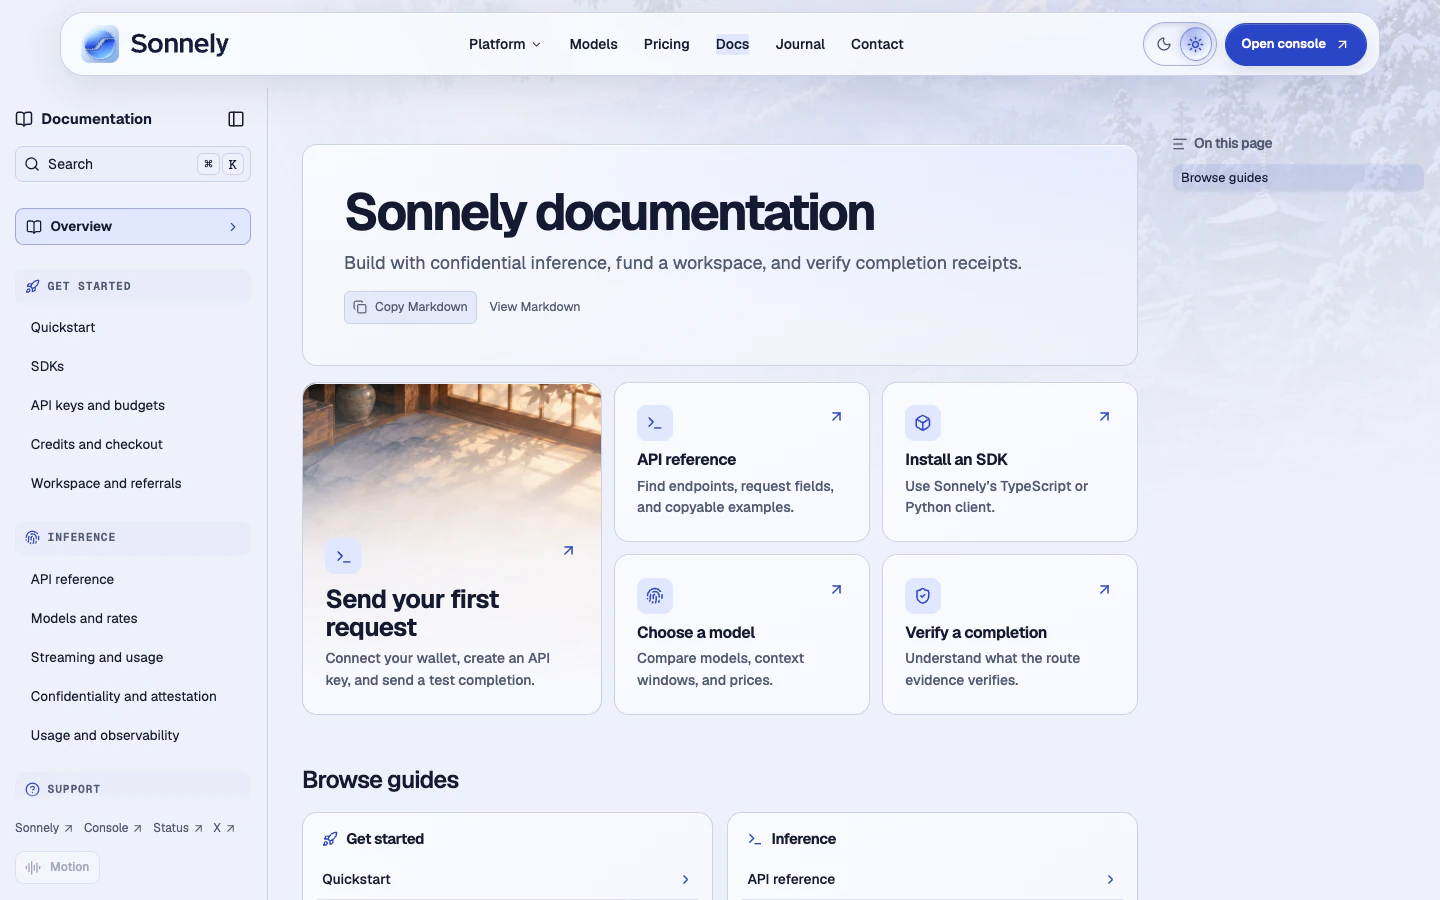 Sonnely
Platform
Models
Pricing
Docs
Journal
Contact
Open console
Documentation
Search
⌘ K
Overview
GET STARTED
Quickstart
SDKs
API keys and budgets
Credits and checkout
Workspace and referrals
INFERENCE
API reference
Models and rates
Streaming and usage
Confidentiality and attestation
Usage and observability
SUPPORT
Sonnely
Console
Status
X
Motion
Sonnely documentation
Build with confidential inference, fund a workspace, and verify completion receipts.
Copy Markdown
View Markdown
Send your first
request
Connect your wallet, create an API
key, and send a test completion.
API reference
Find endpoints, request fields,
and copyable examples.
Install an SDK
Use Sonnely’s TypeScript or
Python client.
Choose a model
Compare models, context
windows, and prices.
Verify a completion
Understand what the route
evidence verifies.
Browse guides
Get started
Quickstart
Inference
API reference
On this page
Browse guides